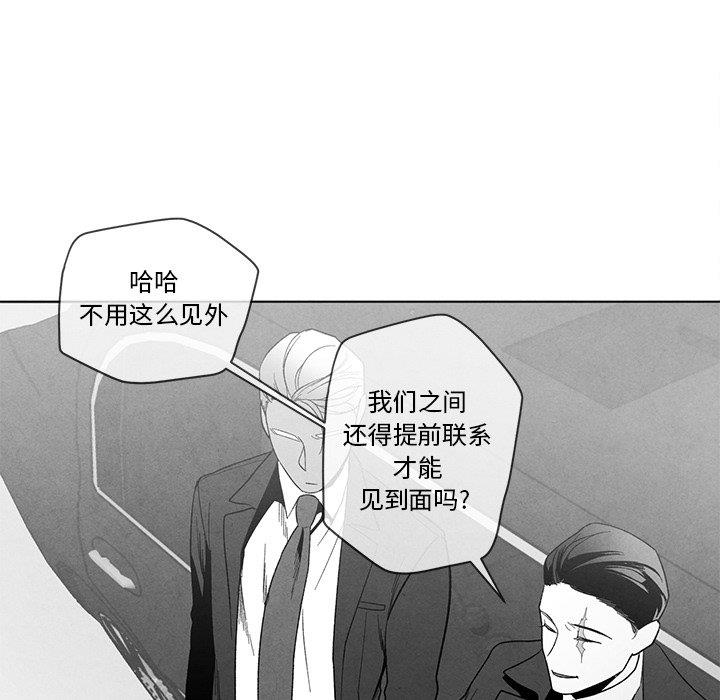 哈哈
不用这么见外
我们之间
还得提前联系
才能
见到面吗?